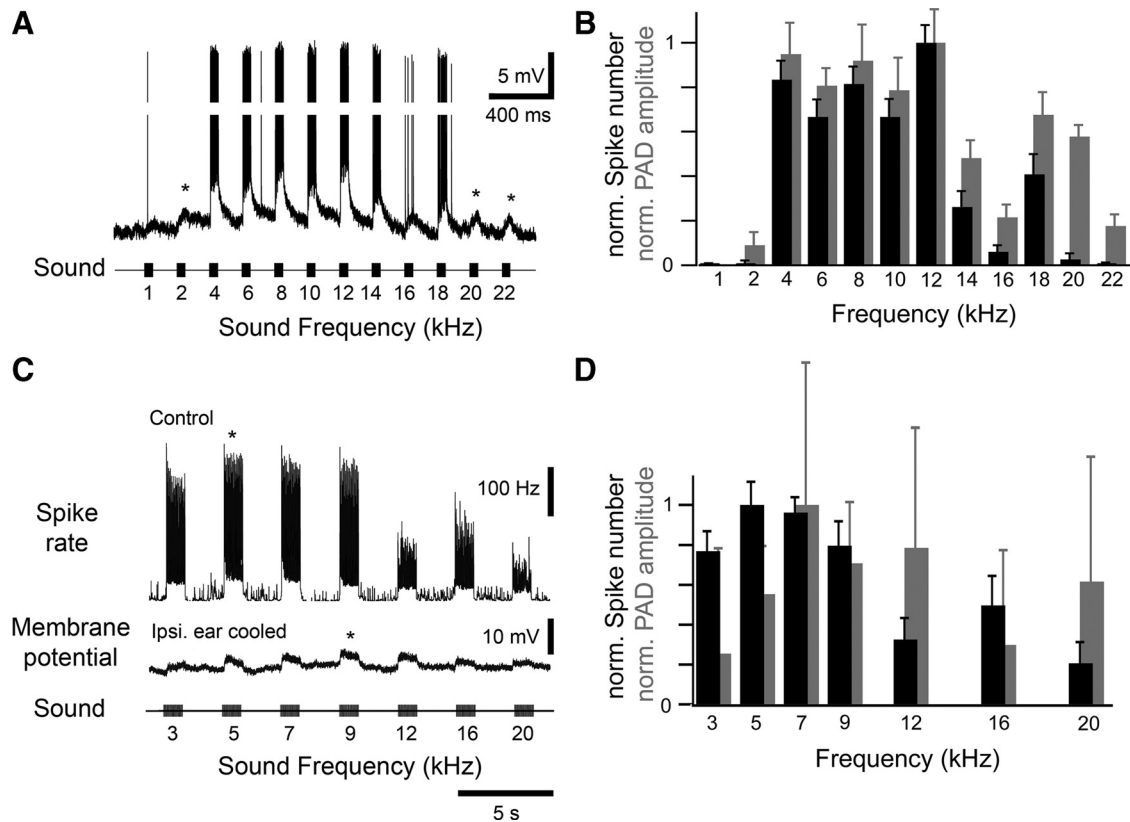 A
5 mV
400 ms
*
*
*
Sound
1 2 4 6 8 10 12 14 16 18 20 22
Sound Frequency (kHz)
B
norm. Spike number
norm. PAD amplitude
1
0
1 2 4 6 8 10 12 14 16 18 20 22
Frequency (kHz)
C
Control
*
100 Hz
Spike
rate
Ipsi. ear cooled
*
10 mV
Membrane
potential
Sound
3 5 7 9 12 16 20
Sound Frequency (kHz)
5 s
D
norm. Spike number
norm. PAD amplitude
1
0
3 5 7 9 12 16 20
Frequency (kHz)